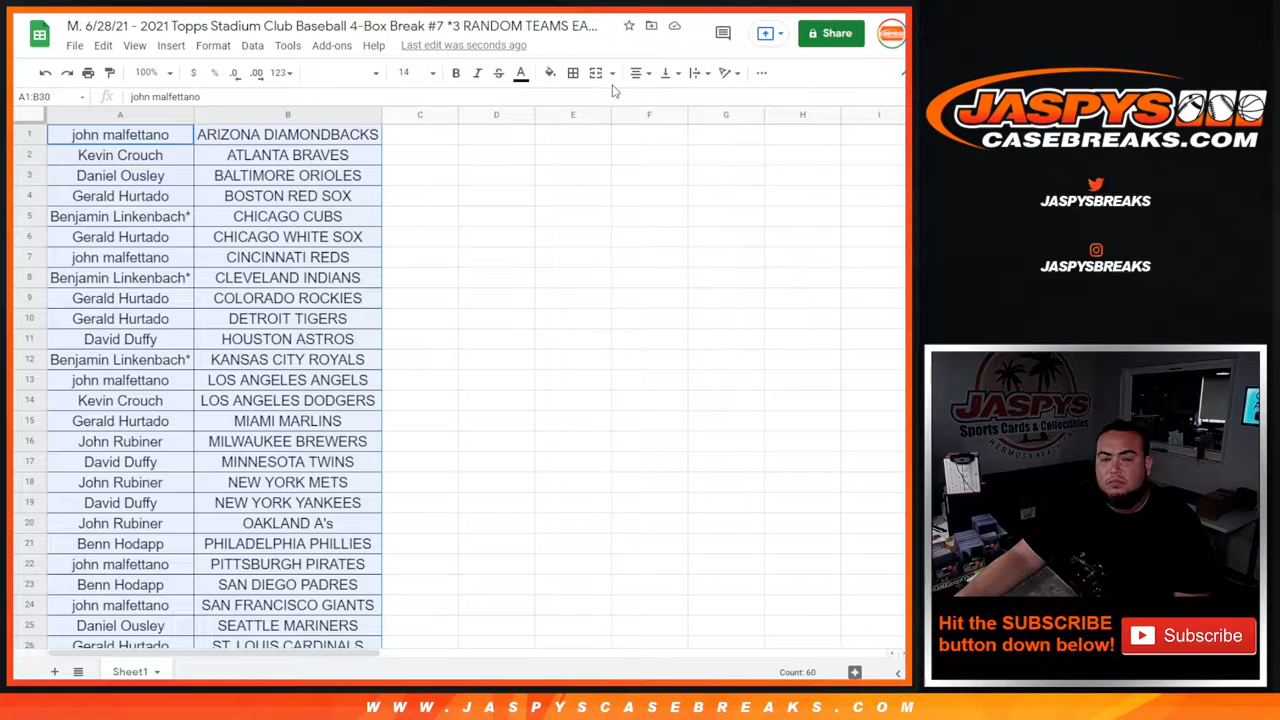 M. 6/28/21 - 2021 Topps Stadium Club Baseball 4-Box Break #7 *3 RANDOM TEAMS EA...
Share
File Edit View Insert Format Data Tools Add-ons Help Last edit was seconds ago
100% $ % .0 .00 123 14 B I S A
A1:B30 fx john malfettano
A B C D E F G H I
1 john malfettano ARIZONA DIAMONDBACKS
2 Kevin Crouch ATLANTA BRAVES
3 Daniel Ousley BALTIMORE ORIOLES
4 Gerald Hurtado BOSTON RED SOX
5 Benjamin Linkenbach* CHICAGO CUBS
6 Gerald Hurtado CHICAGO WHITE SOX
7 john malfettano CINCINNATI REDS
8 Benjamin Linkenbach* CLEVELAND INDIANS
9 Gerald Hurtado COLORADO ROCKIES
10 Gerald Hurtado DETROIT TIGERS
11 David Duffy HOUSTON ASTROS
12 Benjamin Linkenbach* KANSAS CITY ROYALS
13 john malfettano LOS ANGELES ANGELS
14 Kevin Crouch LOS ANGELES DODGERS
15 Gerald Hurtado MIAMI MARLINS
16 John Rubiner MILWAUKEE BREWERS
17 David Duffy MINNESOTA TWINS
18 John Rubiner NEW YORK METS
19 David Duffy NEW YORK YANKEES
20 John Rubiner OAKLAND A's
21 Benn Hodapp PHILADELPHIA PHILLIES
22 john malfettano PITTSBURGH PIRATES
23 Benn Hodapp SAN DIEGO PADRES
24 john malfettano SAN FRANCISCO GIANTS
25 Daniel Ousley SEATTLE MARINERS
26 Gerald Hurtado ST. LOUIS CARDINALS
Sheet1
Count: 60
JASPYS
CASEBREAKS.COM
JASPYSBREAKS
JASPYSBREAKS
JASPYS
Sports Cards & Collectibles
HERMOSA BEACH, CA
Hit the SUBSCRIBE
button down below!
Subscribe
WWW.JASPYSCASEBREAKS.COM